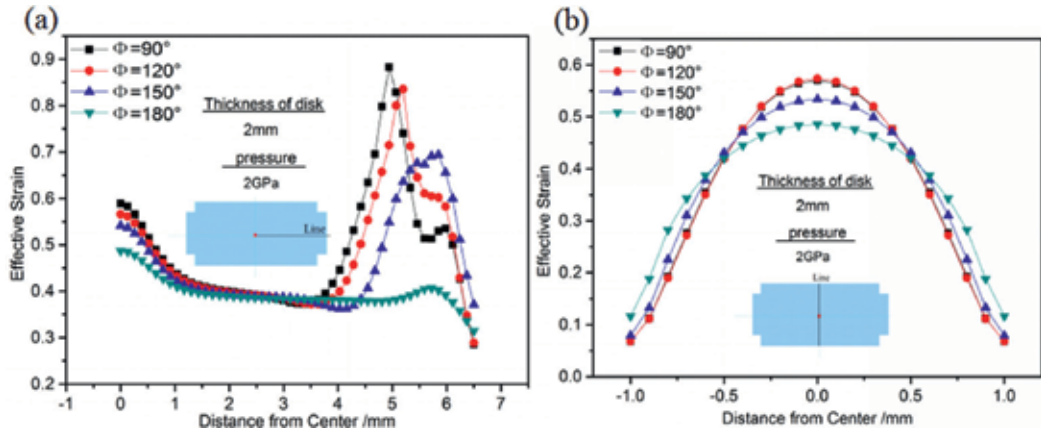 (a)
Φ=90°
Φ=120°
Φ=150°
Φ=180°
Thickness of disk
2mm
pressure
2GPa
Line
Effective Strain
0.9
0.8
0.7
0.6
0.5
0.4
0.3
0.2
-1 0 1 2 3 4 5 6 7
Distance from Center /mm
(b)
Φ=90°
Φ=120°
Φ=150°
Φ=180°
Thickness of disk
2mm
pressure
2GPa
Line
Effective Strain
0.6
0.5
0.4
0.3
0.2
0.1
0.0
-1.0 -0.5 0.0 0.5 1.0
Distance from Center /mm